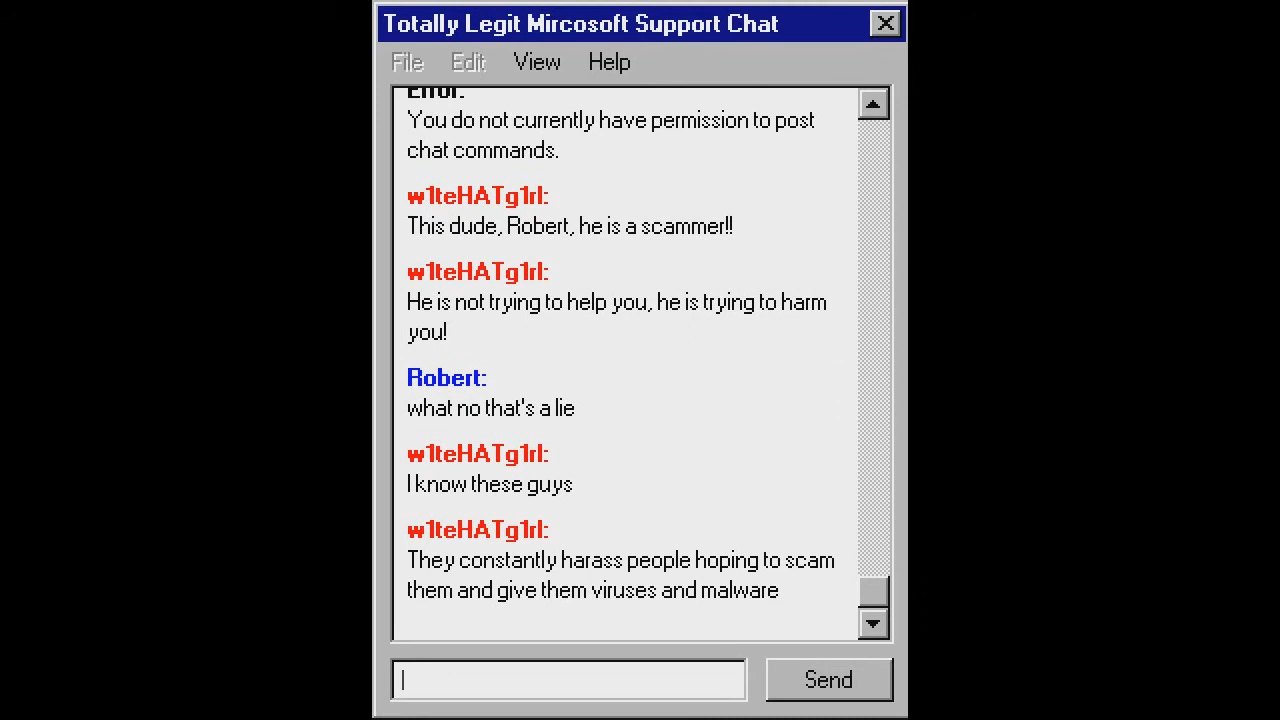 Totally Legit Mircosoft Support Chat
File Edit View Help
Error:
You do not currently have permission to post
chat commands.
w1teHATg1rl:
This dude, Robert, he is a scammer!!
w1teHATg1rl:
He is not trying to help you, he is trying to harm
you!
Robert:
what no that's a lie
w1teHATg1rl:
I know these guys
w1teHATg1rl:
They constantly harass people hoping to scam
them and give them viruses and malware
Send